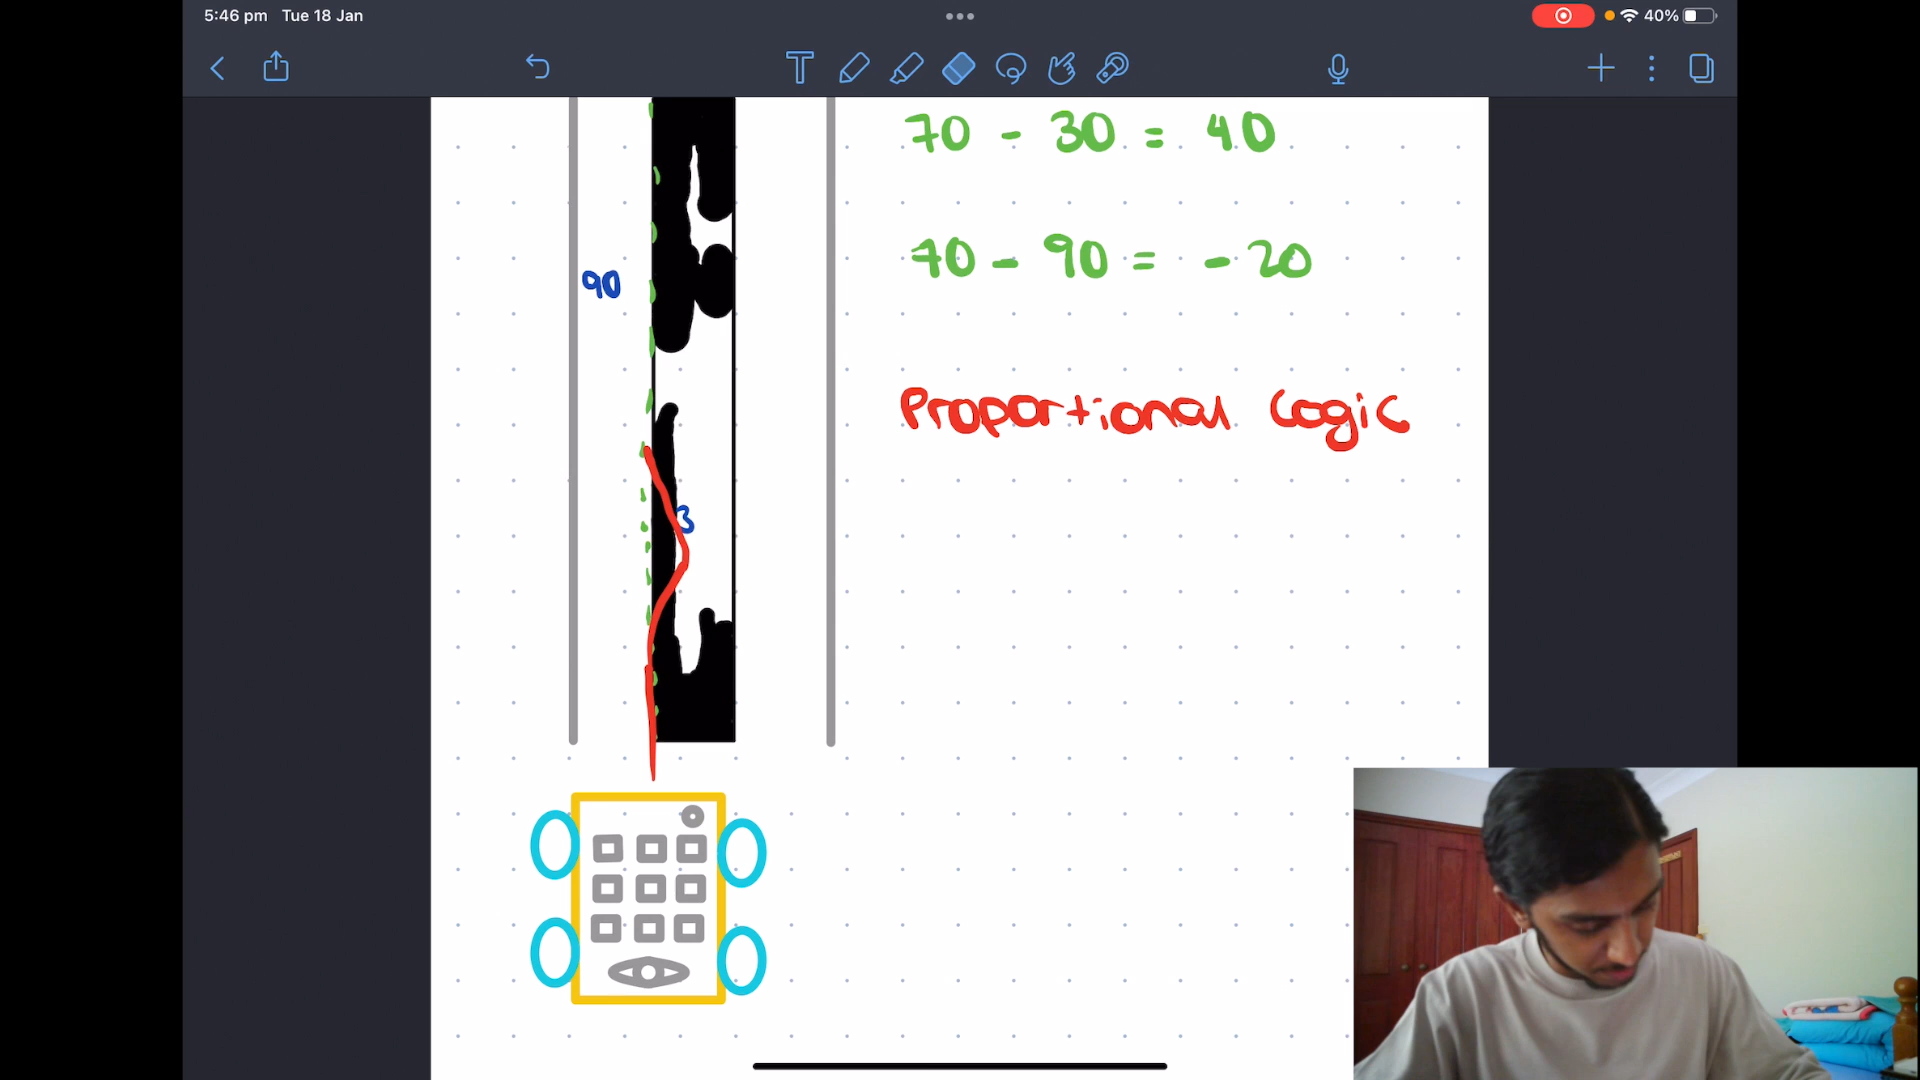 5:46 pm Tue 18 Jan
40%
70 - 30 = 40
70 - 90 = - 20
90
Proportional Logic
3